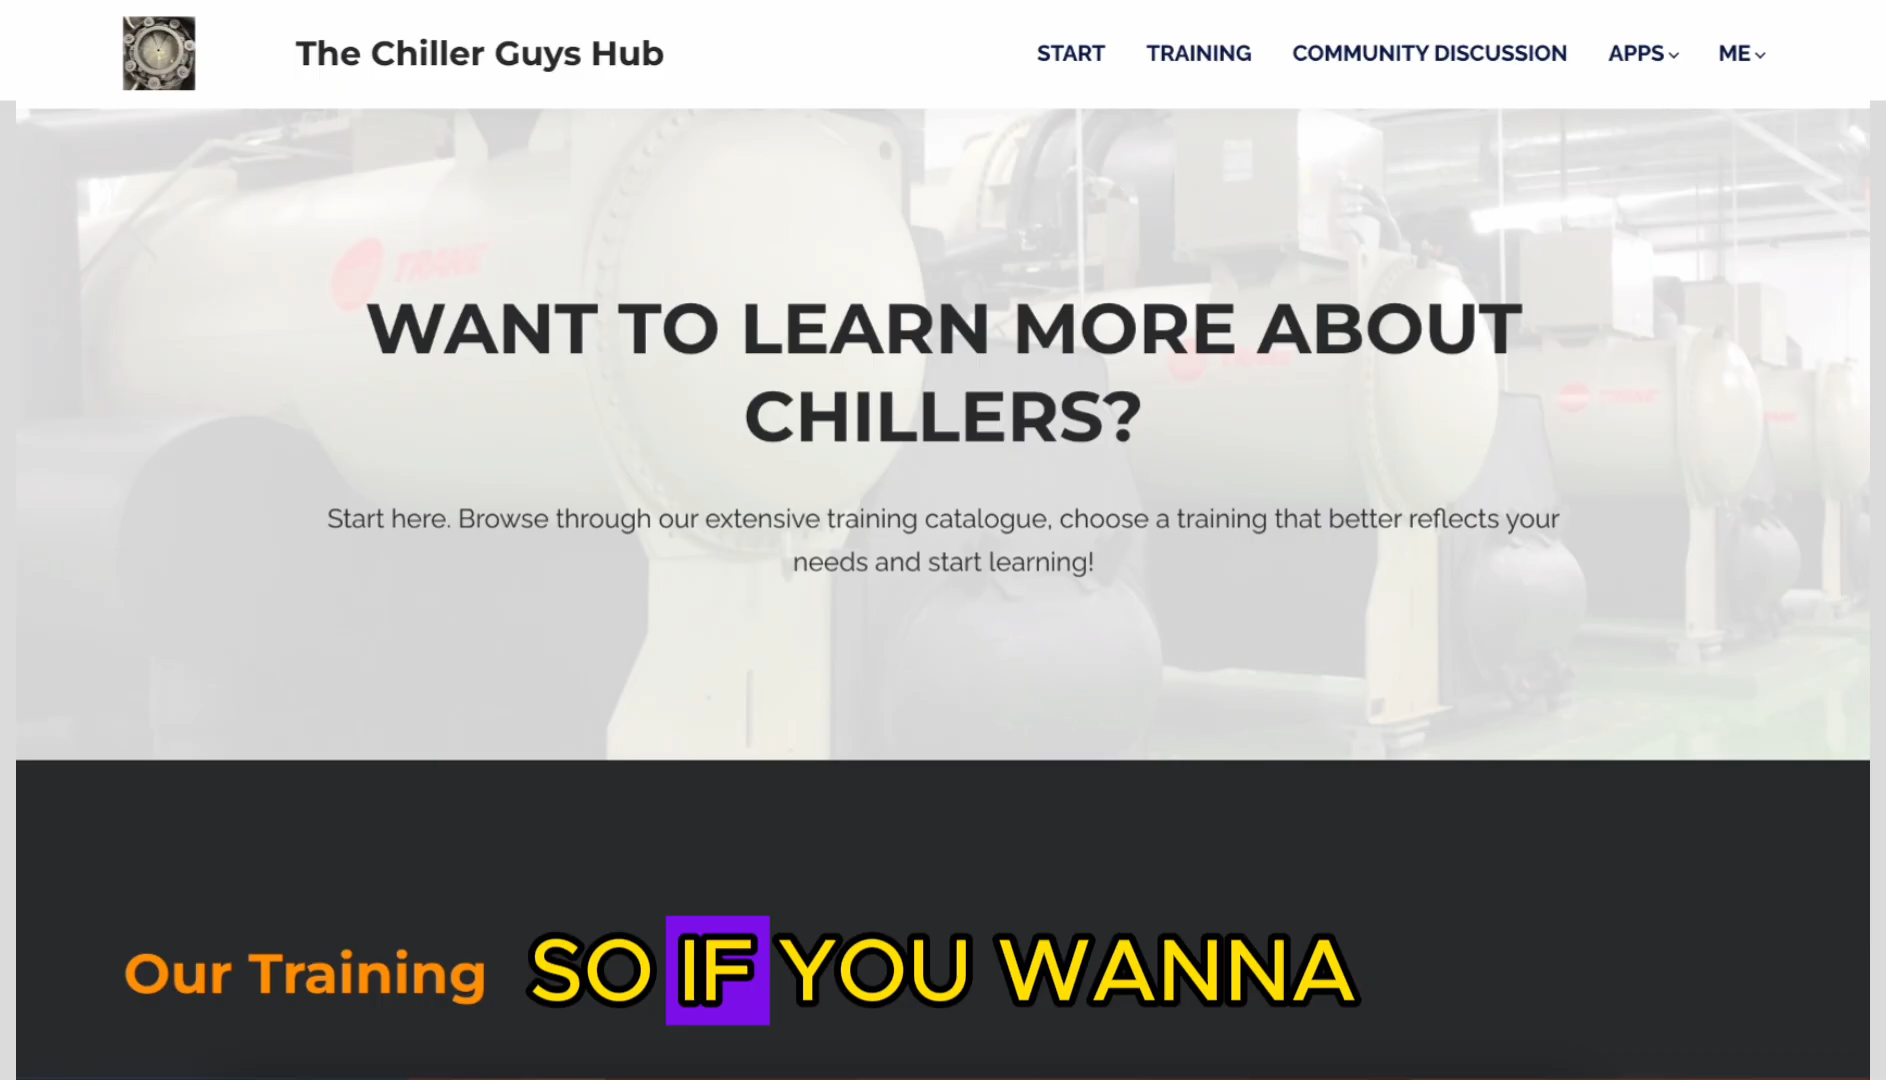 The Chiller Guys Hub
START TRAINING COMMUNITY DISCUSSION APPS ME
TRANE
WANT TO LEARN MORE ABOUT
CHILLERS?
Start here. Browse through our extensive training catalogue, choose a training that better reflects your
needs and start learning!
Our Training
SO IF YOU WANNA